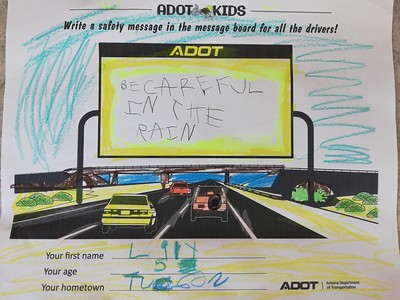 ADOT KIDS
Write a safety message in the message board for all the drivers!
ADOT
BE CAREFUL
IN THE
RAIN
Your first name
Your age 5
Your hometown TUCSON
ADOT Arizona Department
of Transportation